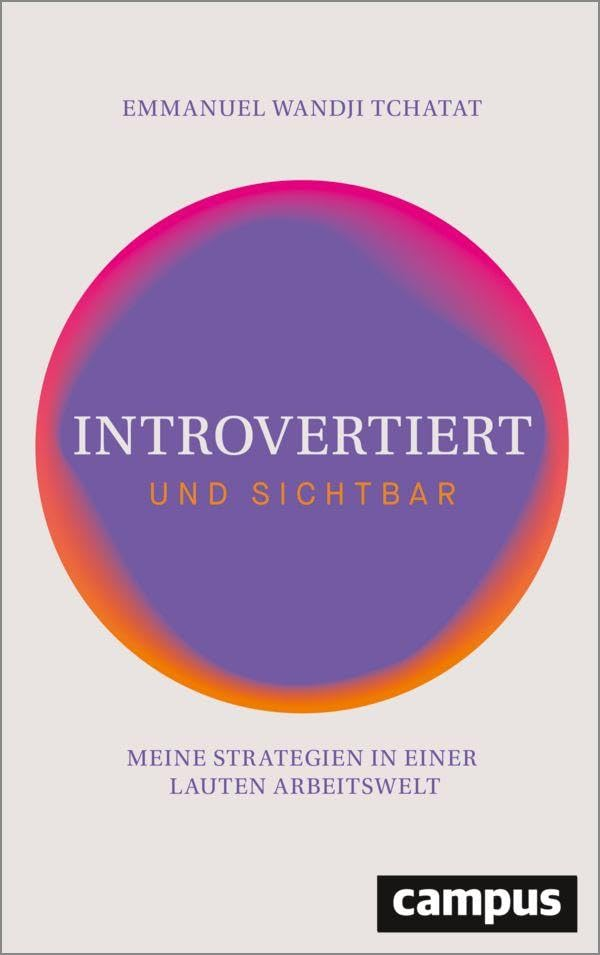 EMMANUEL WANDJI TCHATAT
INTROVERTIERT
UND SICHTBAR
MEINE STRATEGIEN IN EINER
LAUTEN ARBEITSWELT
campus